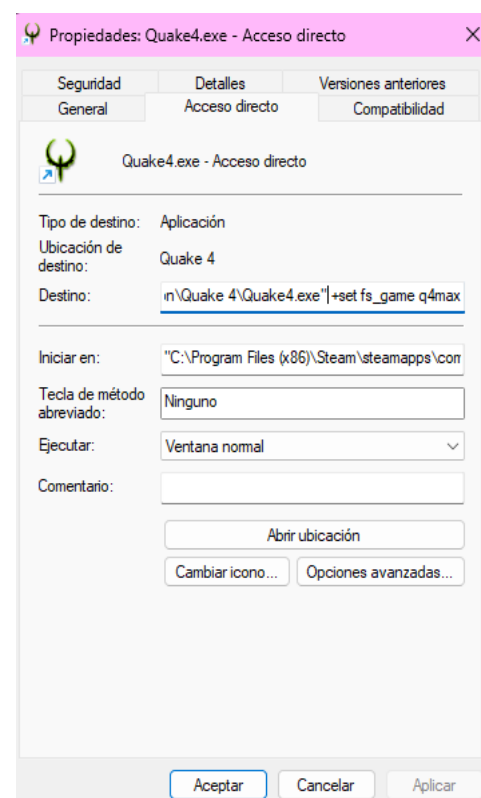 Propiedades: Quake4.exe - Acceso directo
Seguridad Detalles Versiones anteriores
General Acceso directo Compatibilidad
Quake4.exe - Acceso directo
Tipo de destino: Aplicación
Ubicación de destino: Quake 4
Destino: n\Quake 4\Quake4.exe" +set fs_game q4max
Iniciar en: "C:\Program Files (x86)\Steam\steamapps\com
Tecla de método abreviado: Ninguno
Ejecutar: Ventana normal
Comentario:
Abrir ubicación
Cambiar icono... Opciones avanzadas...
Aceptar Cancelar Aplicar